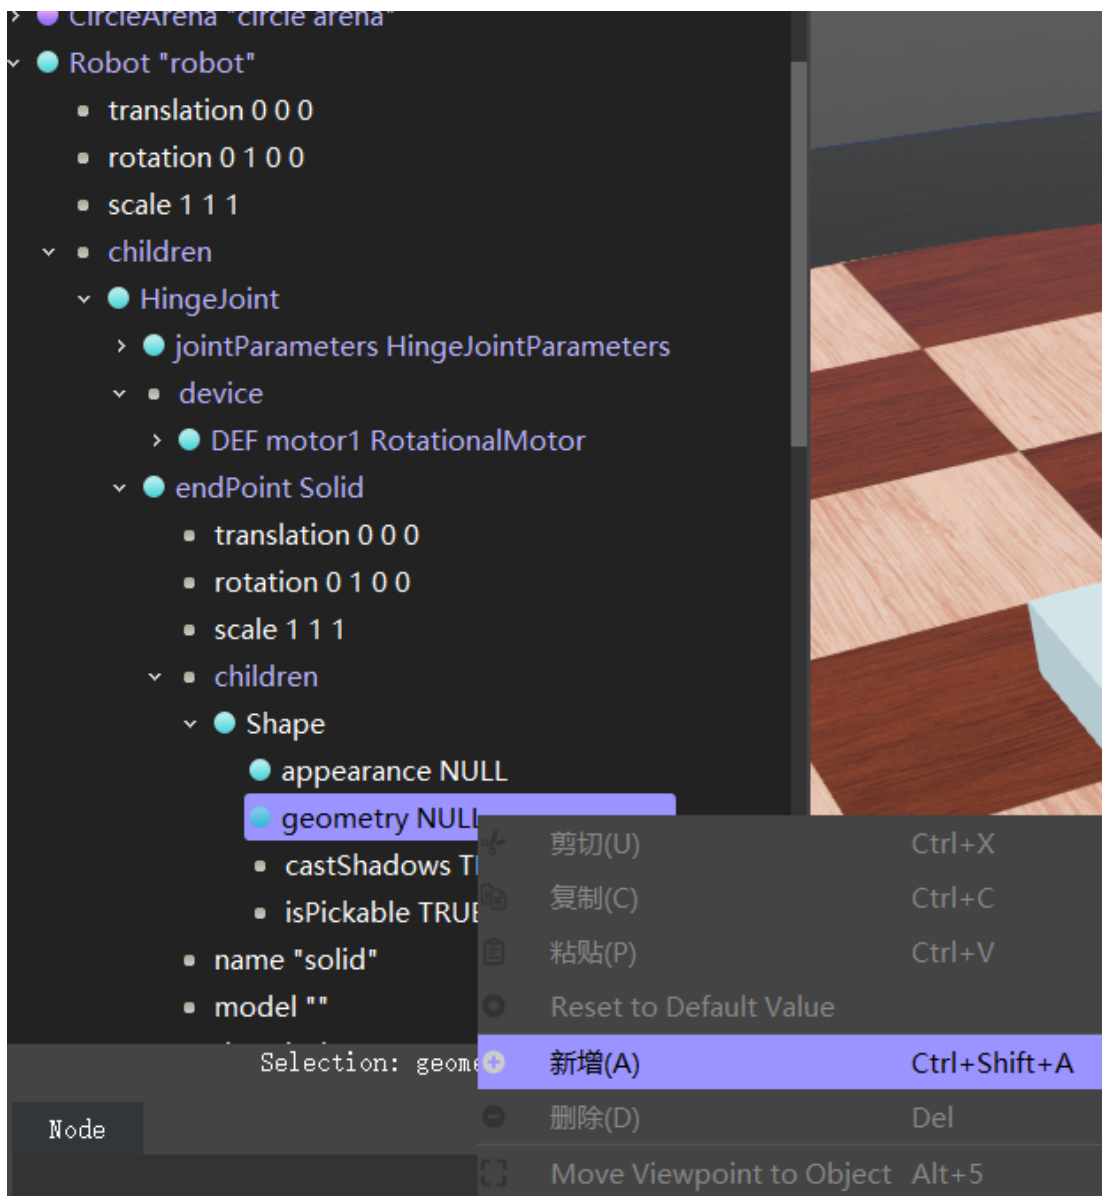 CircleArena "circle arena"
Robot "robot"
translation 0 0 0
rotation 0 1 0 0
scale 1 1 1
children
HingeJoint
jointParameters HingeJointParameters
device
DEF motor1 RotationalMotor
endPoint Solid
translation 0 0 0
rotation 0 1 0 0
scale 1 1 1
children
Shape
appearance NULL
geometry NULL
castShadows T
isPickable TRUE
name "solid"
model ""
Selection: geome
Node
剪切(U) Ctrl+X
复制(C) Ctrl+C
粘贴(P) Ctrl+V
Reset to Default Value
新增(A) Ctrl+Shift+A
删除(D) Del
Move Viewpoint to Object Alt+5